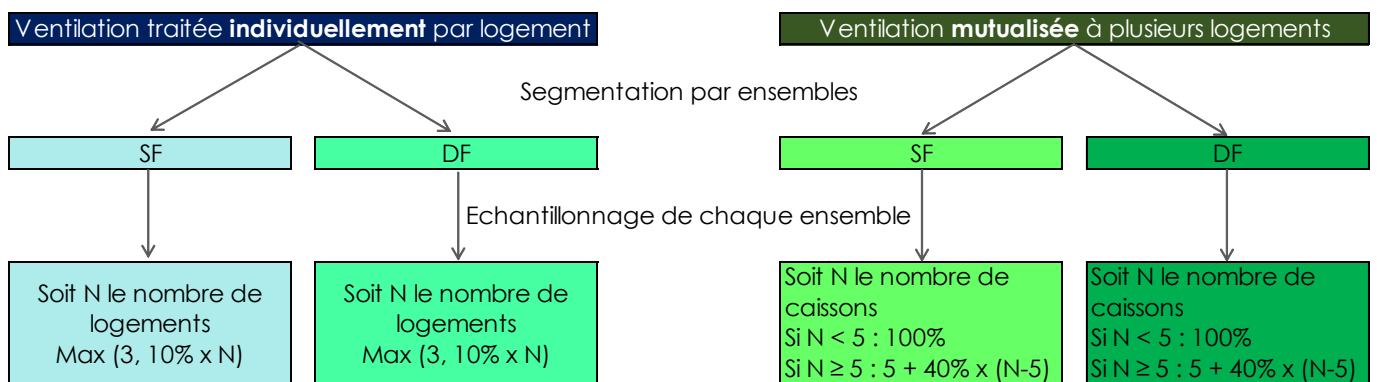 Ventilation traitée individuellement par logement
Ventilation mutualisée à plusieurs logements
Segmentation par ensembles
SF
DF
SF
DF
Echantillonnage de chaque ensemble
Soit N le nombre de
logements
Max (3, 10% x N)
Soit N le nombre de
logements
Max (3, 10% x N)
Soit N le nombre de
caissons
Si N < 5 : 100%
Si N ≥ 5 : 5 + 40% x (N-5)
Soit N le nombre de
caissons
Si N < 5 : 100%
Si N ≥ 5 : 5 + 40% x (N-5)